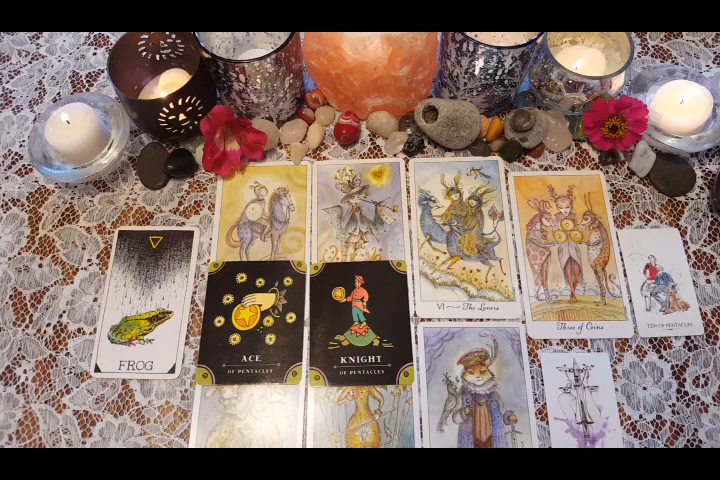 FROG
ACE
OF PENTACLES
KNIGHT
OF PENTACLES
VI
The Lovers
Three of Coins
TEN OF PENTACLES